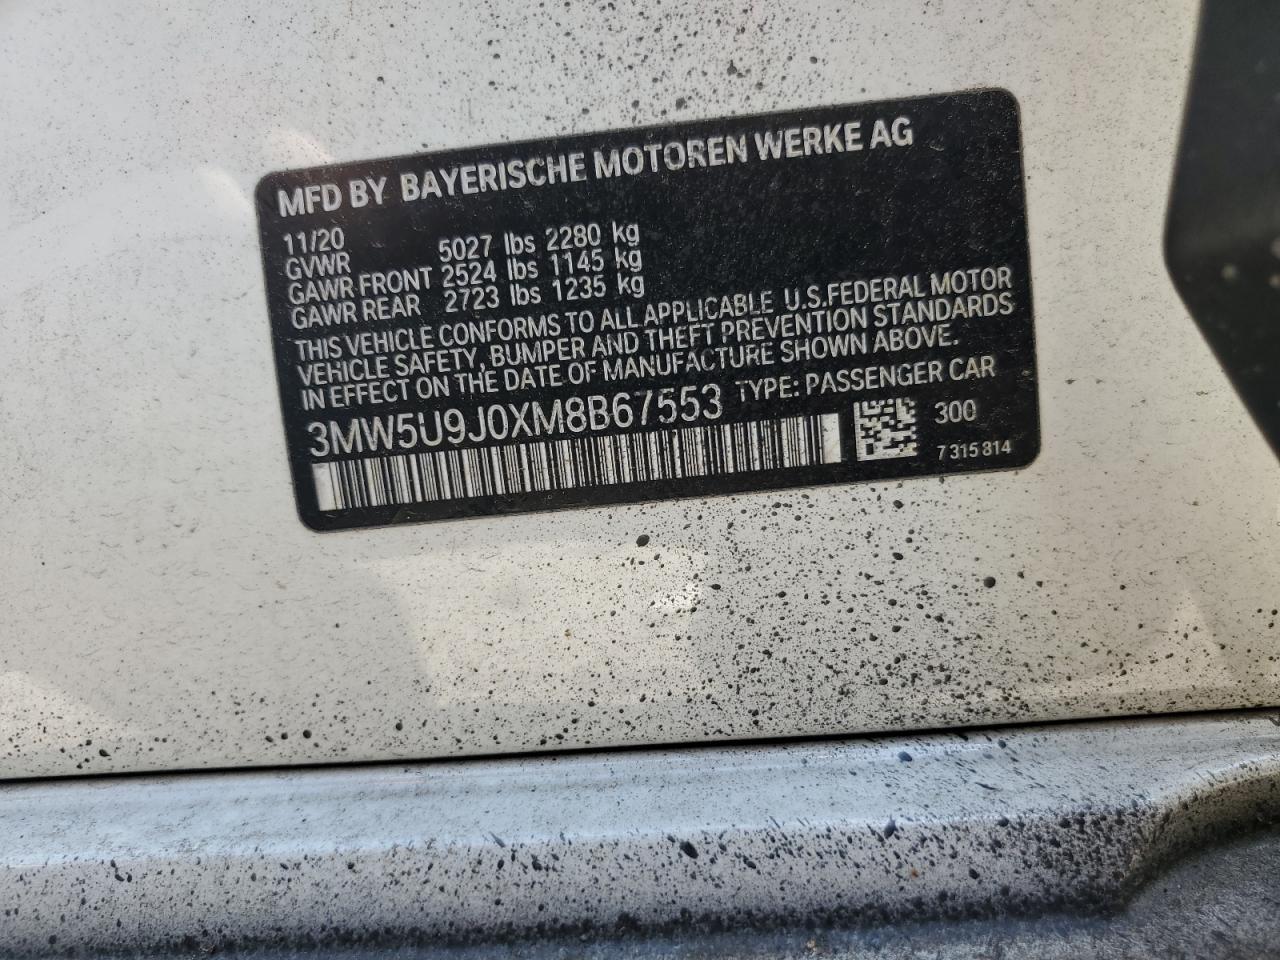 MFD BY BAYERISCHE MOTOREN WERKE AG
11/20
GVWR 5027 lbs 2280 kg
GAWR FRONT 2524 lbs 1145 kg
GAWR REAR 2723 lbs 1235 kg
THIS VEHICLE CONFORMS TO ALL APPLICABLE U.S.FEDERAL MOTOR
VEHICLE SAFETY, BUMPER AND THEFT PREVENTION STANDARDS
IN EFFECT ON THE DATE OF MANUFACTURE SHOWN ABOVE.
3MW5U9J0XM8B67553 TYPE: PASSENGER CAR
300
7 315 814